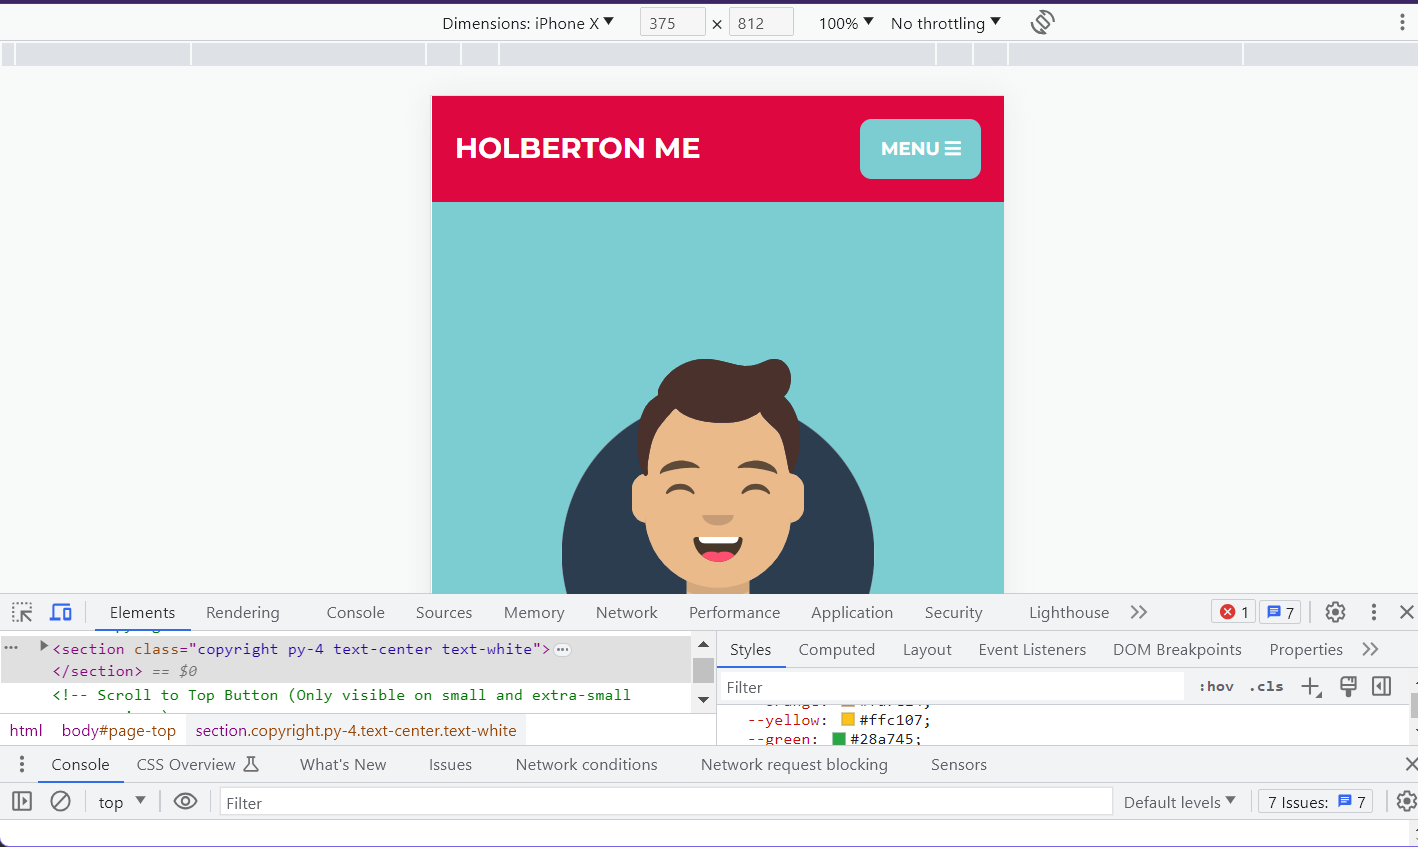 Dimensions: iPhone X 375 × 812 100% No throttling
HOLBERTON ME
MENU
Elements Rendering Console Sources Memory Network Performance Application Security Lighthouse 1 7
<section class="copyright py-4 text-center text-white">
</section> == $0
<!-- Scroll to Top Button (Only visible on small and extra-small
html body#page-top section.copyright.py-4.text-center.text-white
Styles Computed Layout Event Listeners DOM Breakpoints Properties
Filter :hov .cls
--yellow: #ffc107;
--green: #28a745;
Console CSS Overview What's New Issues Network conditions Network request blocking Sensors
top Filter Default levels 7 Issues: 7